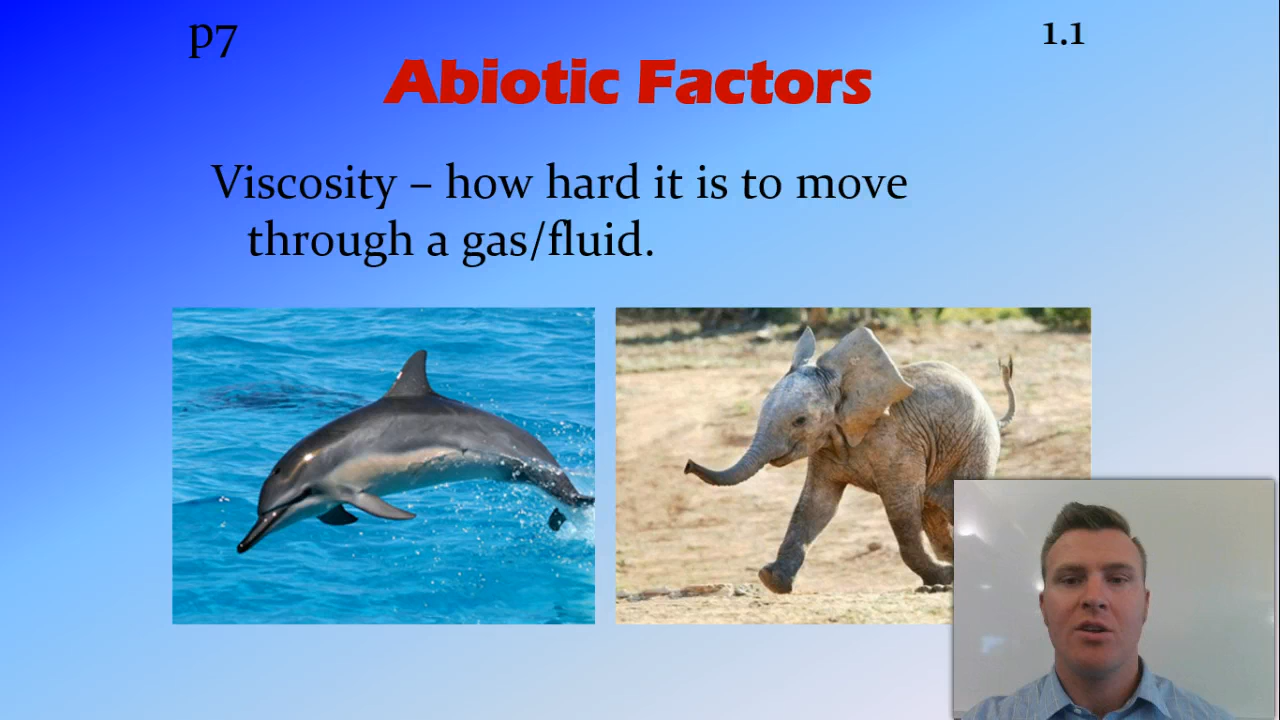 p7
1.1
Abiotic Factors
Viscosity – how hard it is to move
through a gas/fluid.